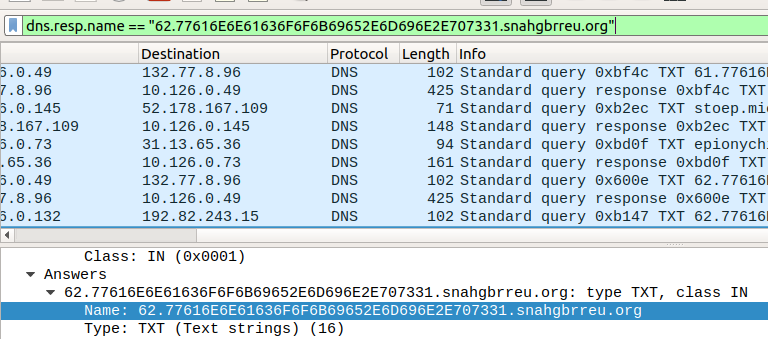 dns.resp.name == "62.77616E6E61636F6F6B69652E6D696E2E707331.snahgbrreu.org"
Destination Protocol Length Info
6.0.49 132.77.8.96 DNS 102 Standard query 0xbf4c TXT 61.77616
7.8.96 10.126.0.49 DNS 425 Standard query response 0xbf4c TX
6.0.145 52.178.167.109 DNS 71 Standard query 0xb2ec TXT stoep.mi
8.167.109 10.126.0.145 DNS 148 Standard query response 0xb2ec TX
6.0.73 31.13.65.36 DNS 94 Standard query 0xbd0f TXT epionych
.65.36 10.126.0.73 DNS 161 Standard query response 0xbd0f TX
6.0.49 132.77.8.96 DNS 102 Standard query 0x600e TXT 62.77616
7.8.96 10.126.0.49 DNS 425 Standard query response 0x600e TX
6.0.132 192.82.243.15 DNS 102 Standard query 0xb147 TXT 62.77616
Class: IN (0x0001)
Answers
62.77616E6E61636F6F6B69652E6D696E2E707331.snahgbrreu.org: type TXT, class IN
Name: 62.77616E6E61636F6F6B69652E6D696E2E707331.snahgbrreu.org
Type: TXT (Text strings) (16)